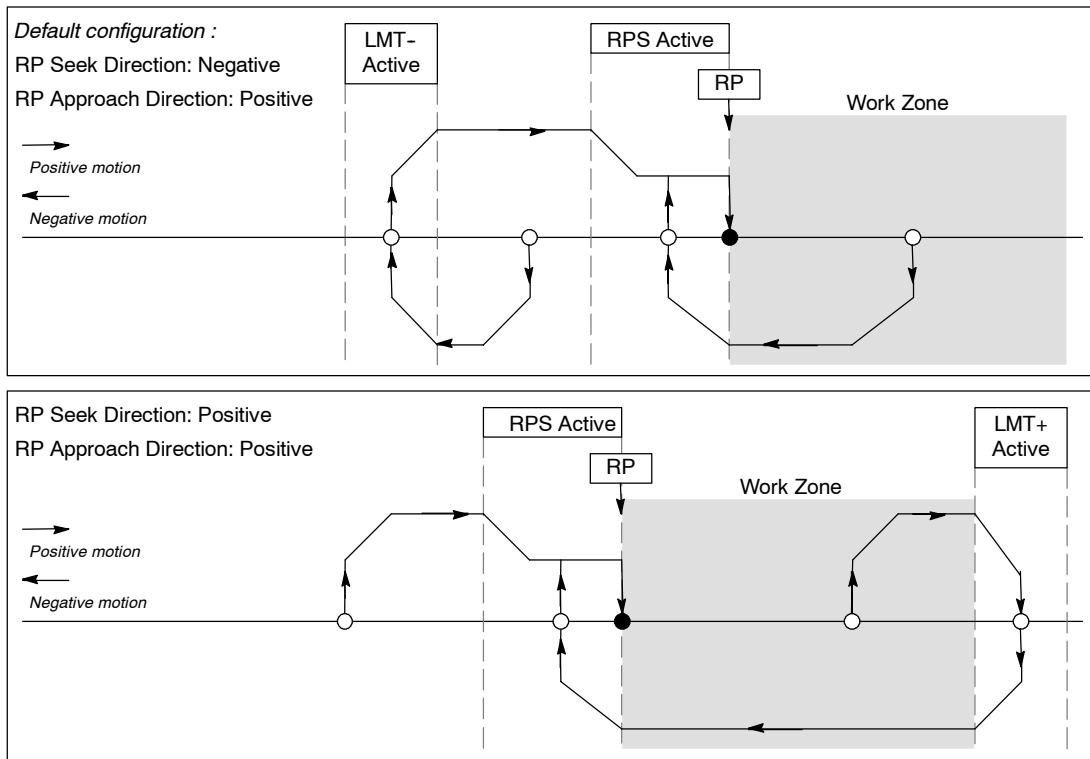 Default configuration :
RP Seek Direction: Negative
RP Approach Direction: Positive
Positive motion
Negative motion
LMT-
Active
RPS Active
RP
Work Zone
RP Seek Direction: Positive
RP Approach Direction: Positive
Positive motion
Negative motion
RPS Active
RP
Work Zone
LMT+
Active